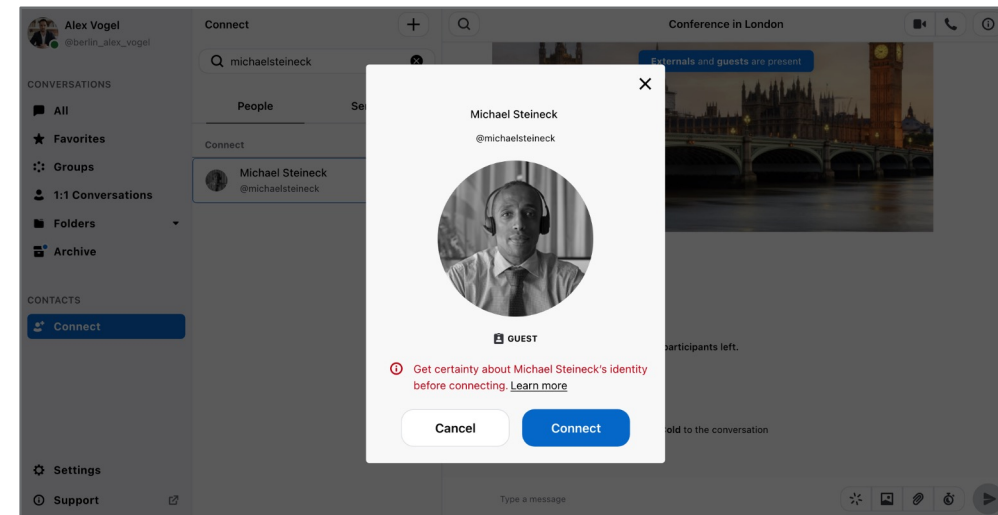 Alex Vogel
@berlin_alex_vogel
CONVERSATIONS
All
Favorites
Groups
1:1 Conversations
Folders
Archive
CONTACTS
Connect
Settings
Support
Connect
michaelsteineck
People
Connect
Michael Steineck
@michaelsteineck
Conference in London
Externals and guests are present
participants left.
to the conversation
Type a message
Michael Steineck
@michaelsteineck
GUEST
Get certainty about Michael Steineck's identity
before connecting. Learn more
Cancel
Connect